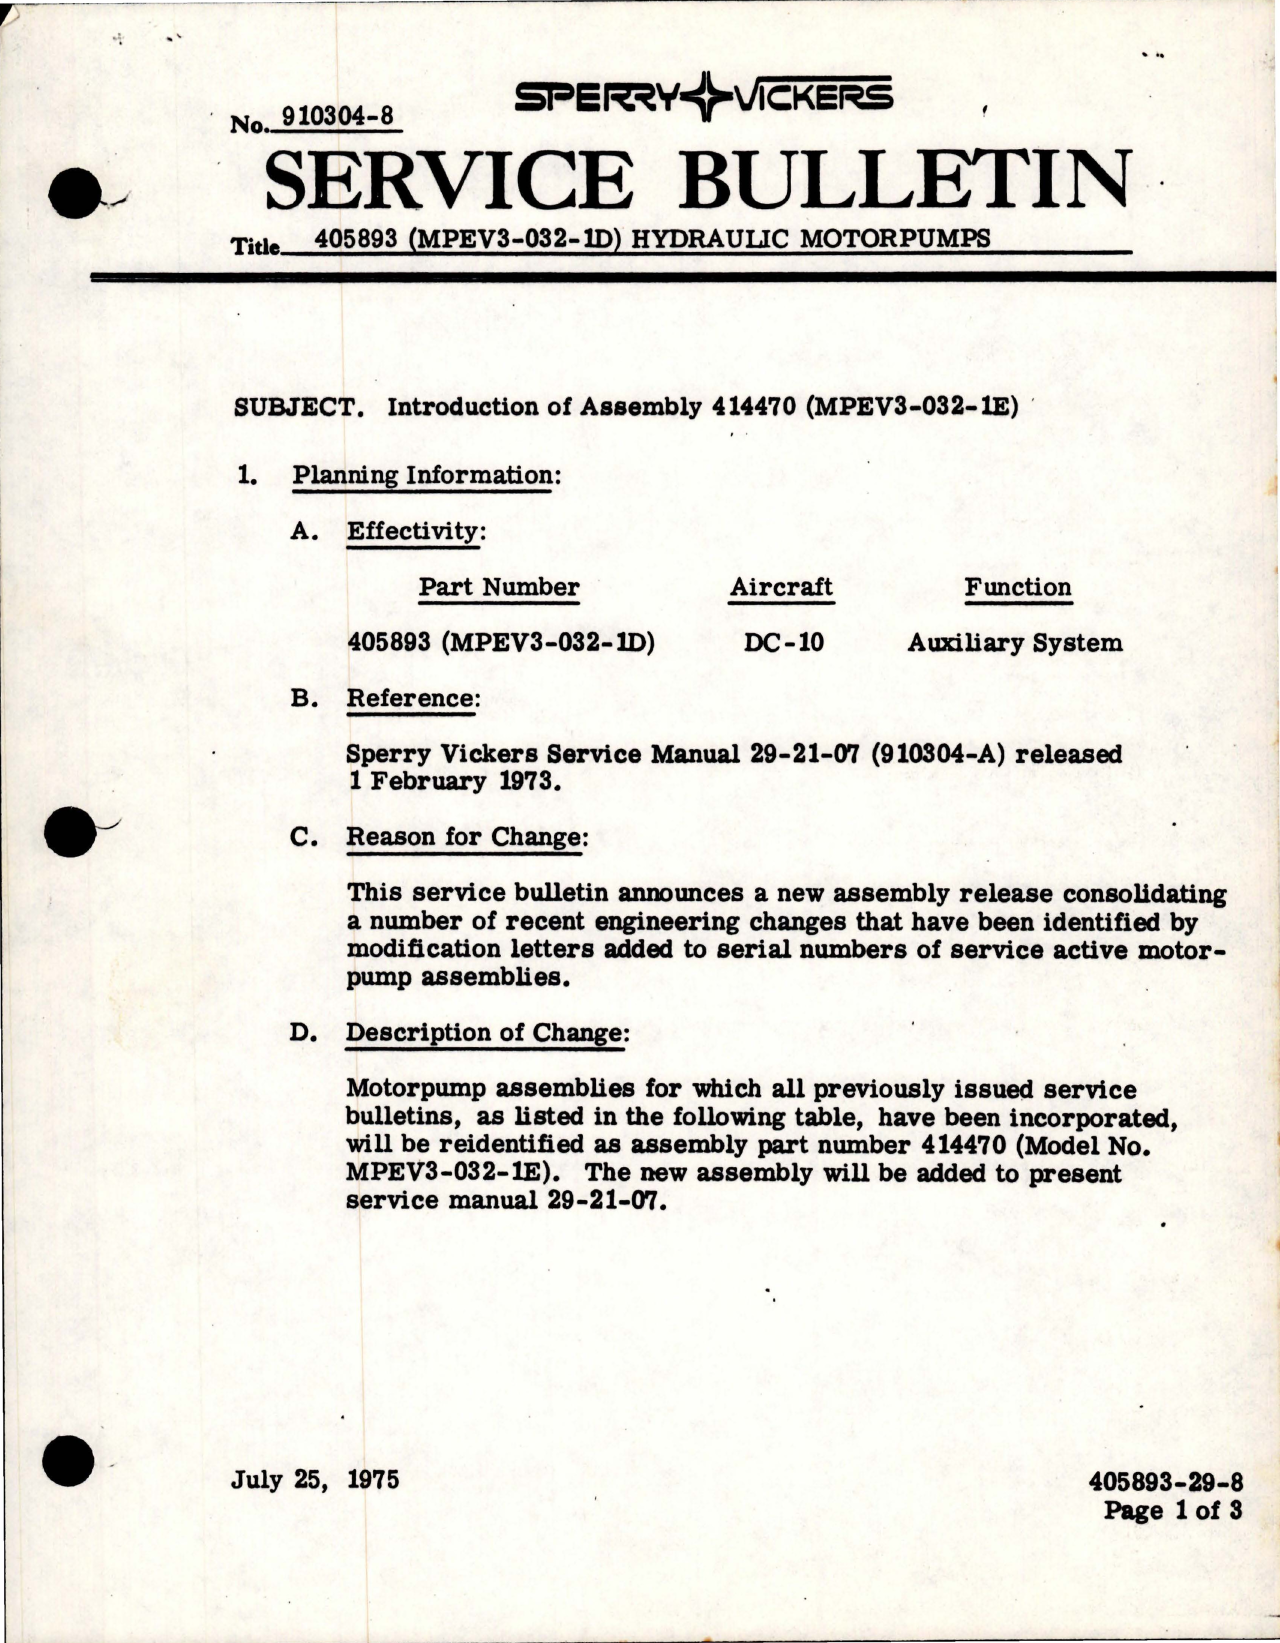 SPERRY VICKERS
No. 910304-8
SERVICE BULLETIN
Title 405893 (MPEV3-032-1D) HYDRAULIC MOTORPUMPS
SUBJECT. Introduction of Assembly 414470 (MPEV3-032-1E)
1. Planning Information:
A. Effectivity:
Part Number Aircraft Function
405893 (MPEV3-032-1D) DC-10 Auxiliary System
B. Reference:
Sperry Vickers Service Manual 29-21-07 (910304-A) released
1 February 1973.
C. Reason for Change:
This service bulletin announces a new assembly release consolidating
a number of recent engineering changes that have been identified by
modification letters added to serial numbers of service active motor-
pump assemblies.
D. Description of Change:
Motorpump assemblies for which all previously issued service
bulletins, as listed in the following table, have been incorporated,
will be reidentified as assembly part number 414470 (Model No.
MPEV3-032-1E). The new assembly will be added to present
service manual 29-21-07.
July 25, 1975
405893-29-8
Page 1 of 3